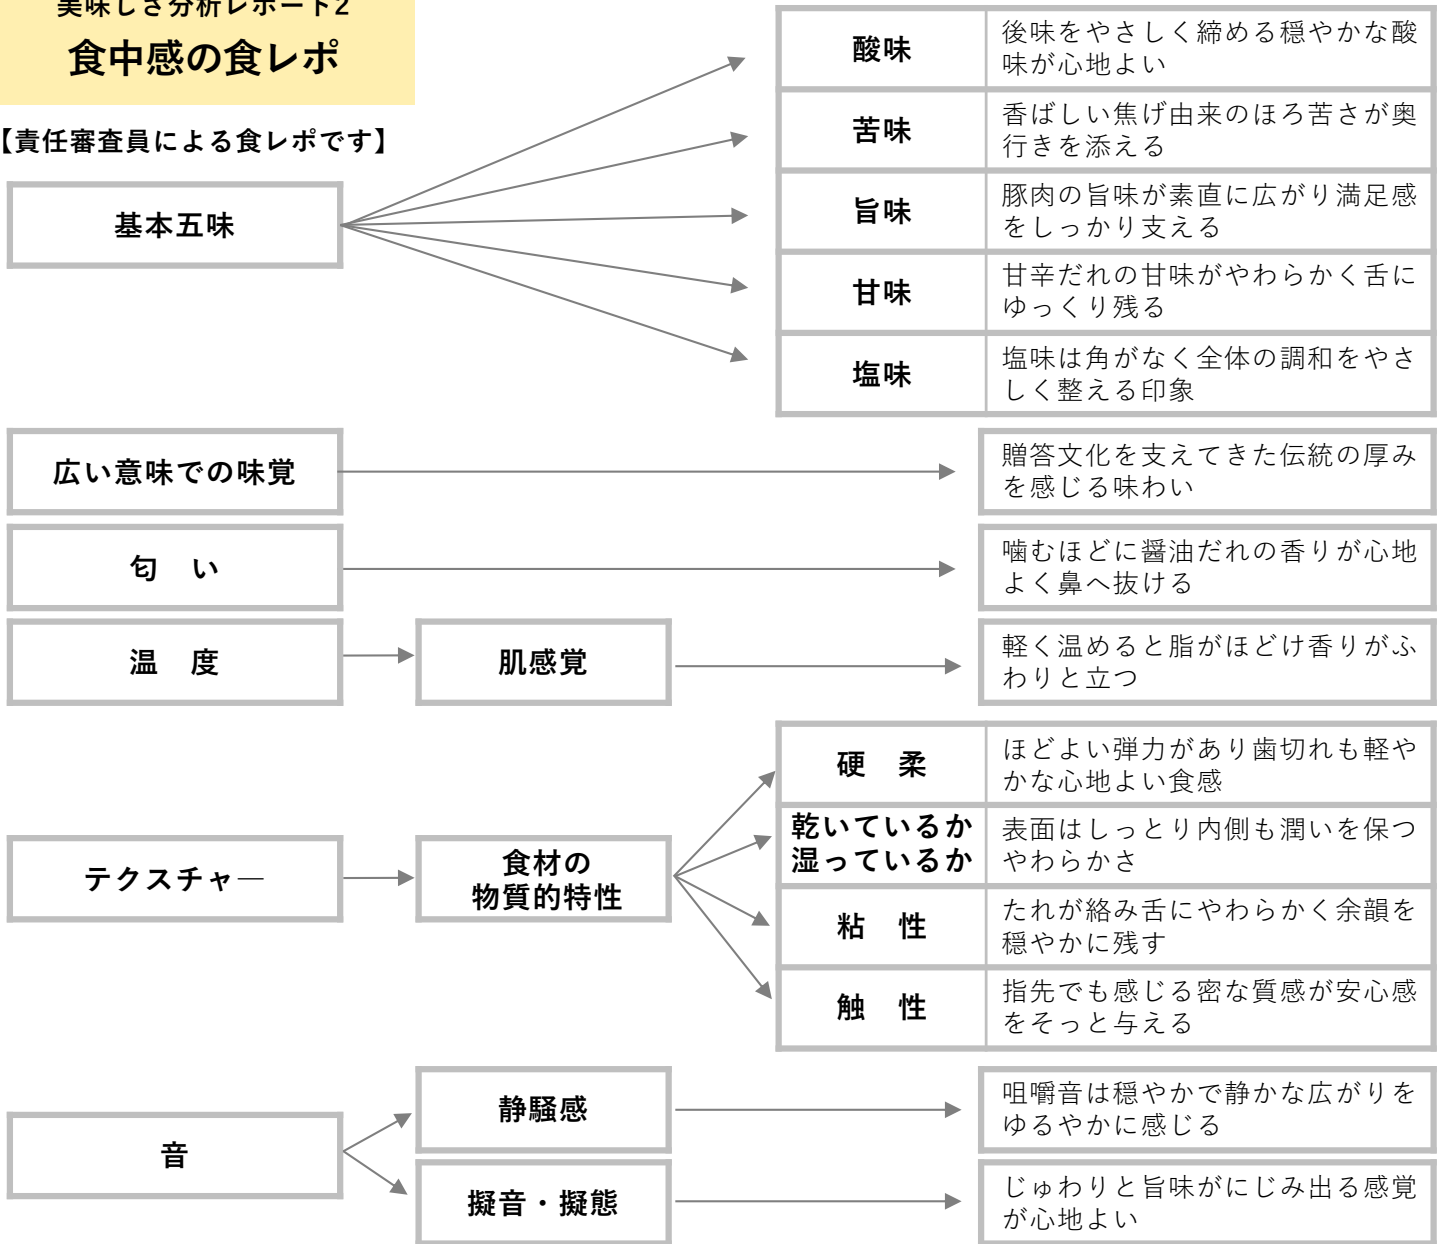 美味しさ分析レポート2
食中感の食レポ
【責任審査員による食レポです】
基本五味
酸味
後味をやさしく締める穏やかな酸
味が心地よい
苦味
香ばしい焦げ由来のほろ苦さが奥
行きを添える
旨味
豚肉の旨味が素直に広がり満足感
をしっかり支える
甘味
甘辛だれの甘味がやわらかく舌に
ゆっくり残る
塩味
塩味は角がなく全体の調和をやさ
しく整える印象
広い意味での味覚
贈答文化を支えてきた伝統の厚み
を感じる味わい
匂　い
噛むほどに醤油だれの香りが心地
よく鼻へ抜ける
温　度
肌感覚
軽く温めると脂がほどけ香りがふ
わりと立つ
テクスチャ―
食材の
物質的特性
硬　柔
ほどよい弾力があり歯切れも軽や
かな心地よい食感
乾いているか
湿っているか
表面はしっとり内側も潤いを保つ
やわらかさ
粘　性
たれが絡み舌にやわらかく余韻を
穏やかに残す
触　性
指先でも感じる密な質感が安心感
をそっと与える
音
静騒感
咀嚼音は穏やかで静かな広がりを
ゆるやかに感じる
擬音・擬態
じゅわりと旨味がにじみ出る感覚
が心地よい